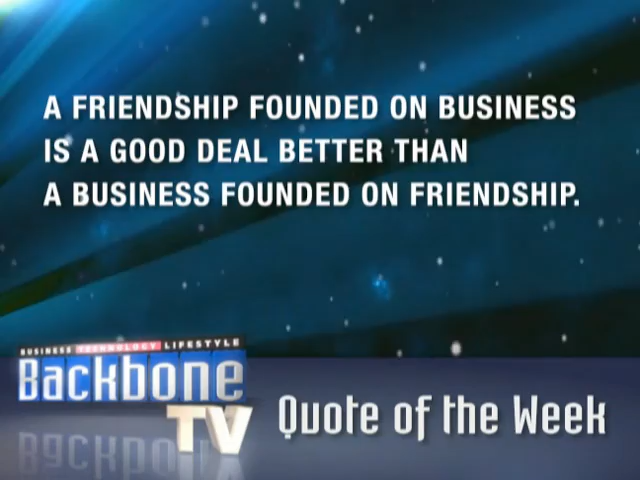 A FRIENDSHIP FOUNDED ON BUSINESS
IS A GOOD DEAL BETTER THAN
A BUSINESS FOUNDED ON FRIENDSHIP.
BUSINESS TECHNOLOGY LIFESTYLE
Backbone
TV
Quote of the Week